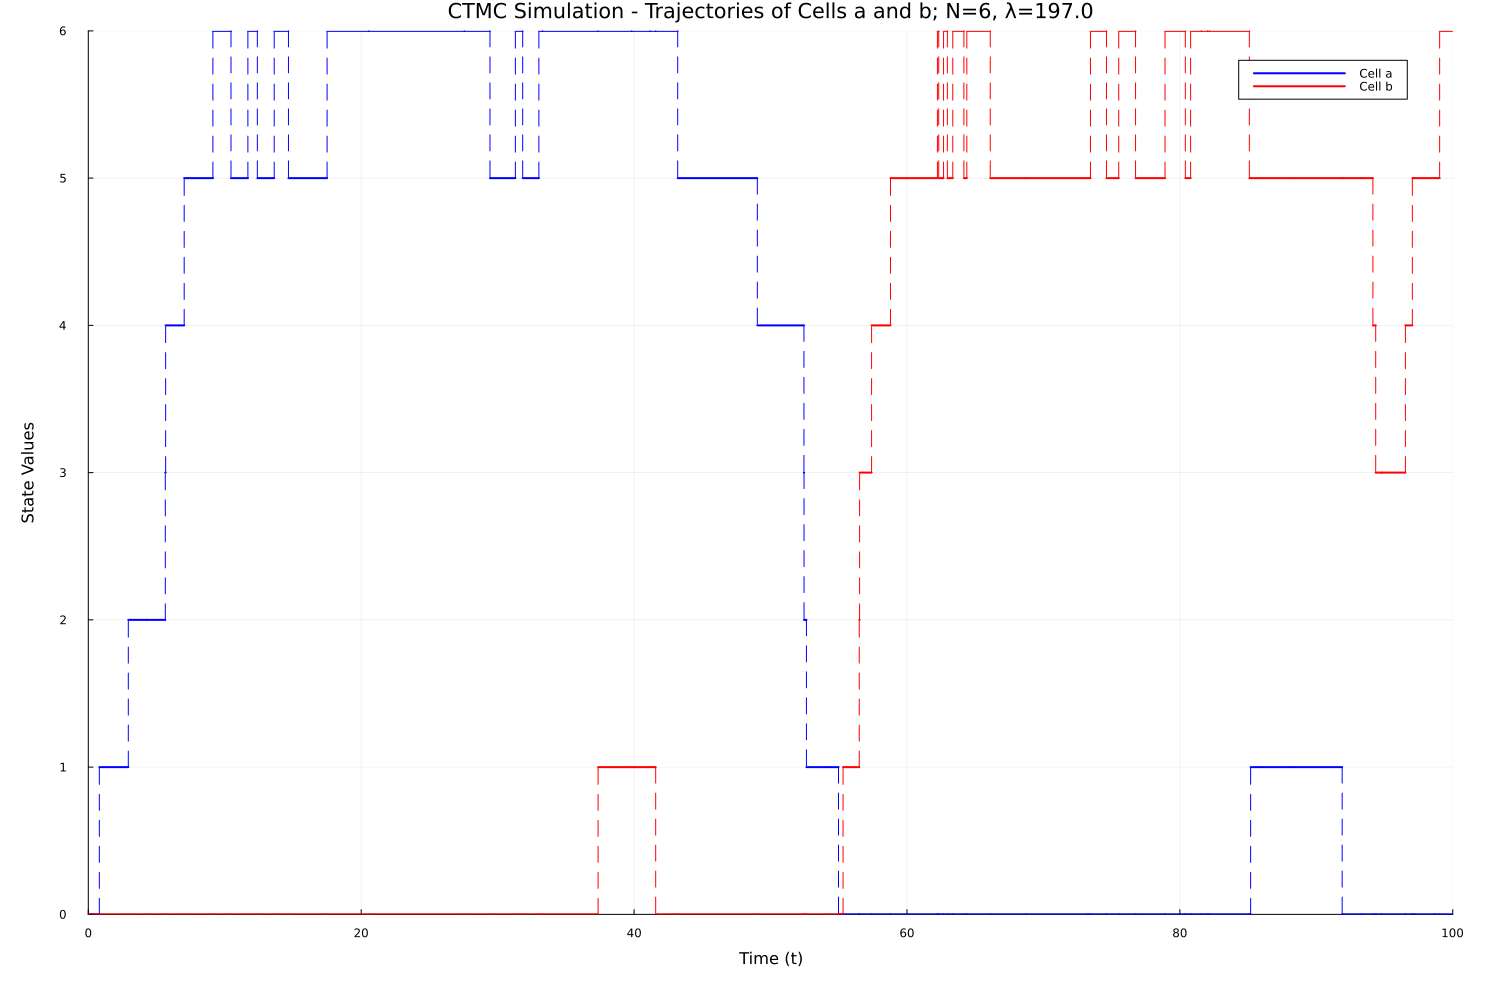 CTMC Simulation - Trajectories of Cells a and b; N=6, λ=197.0
6
Cell a
Cell b
5
4
State Values
3
2
1
0
0 20 40 60 80 100
Time (t)